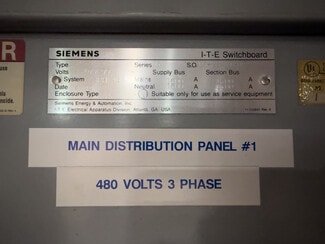 SIEMENS I-T-E Switchboard
Type Series S.O.
Volts Supply Bus Section Bus
System A A
Date Neutral A A
Enclosure Type ( ) Suitable only for use as service equipment
Siemens Energy & Automation, Inc.
Electrical Apparatus Division, Atlanta, GA, USA
MAIN DISTRIBUTION PANEL #1
480 VOLTS 3 PHASE